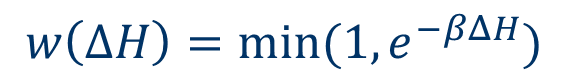 w(ΔH) = min(1, e^{-βΔH})